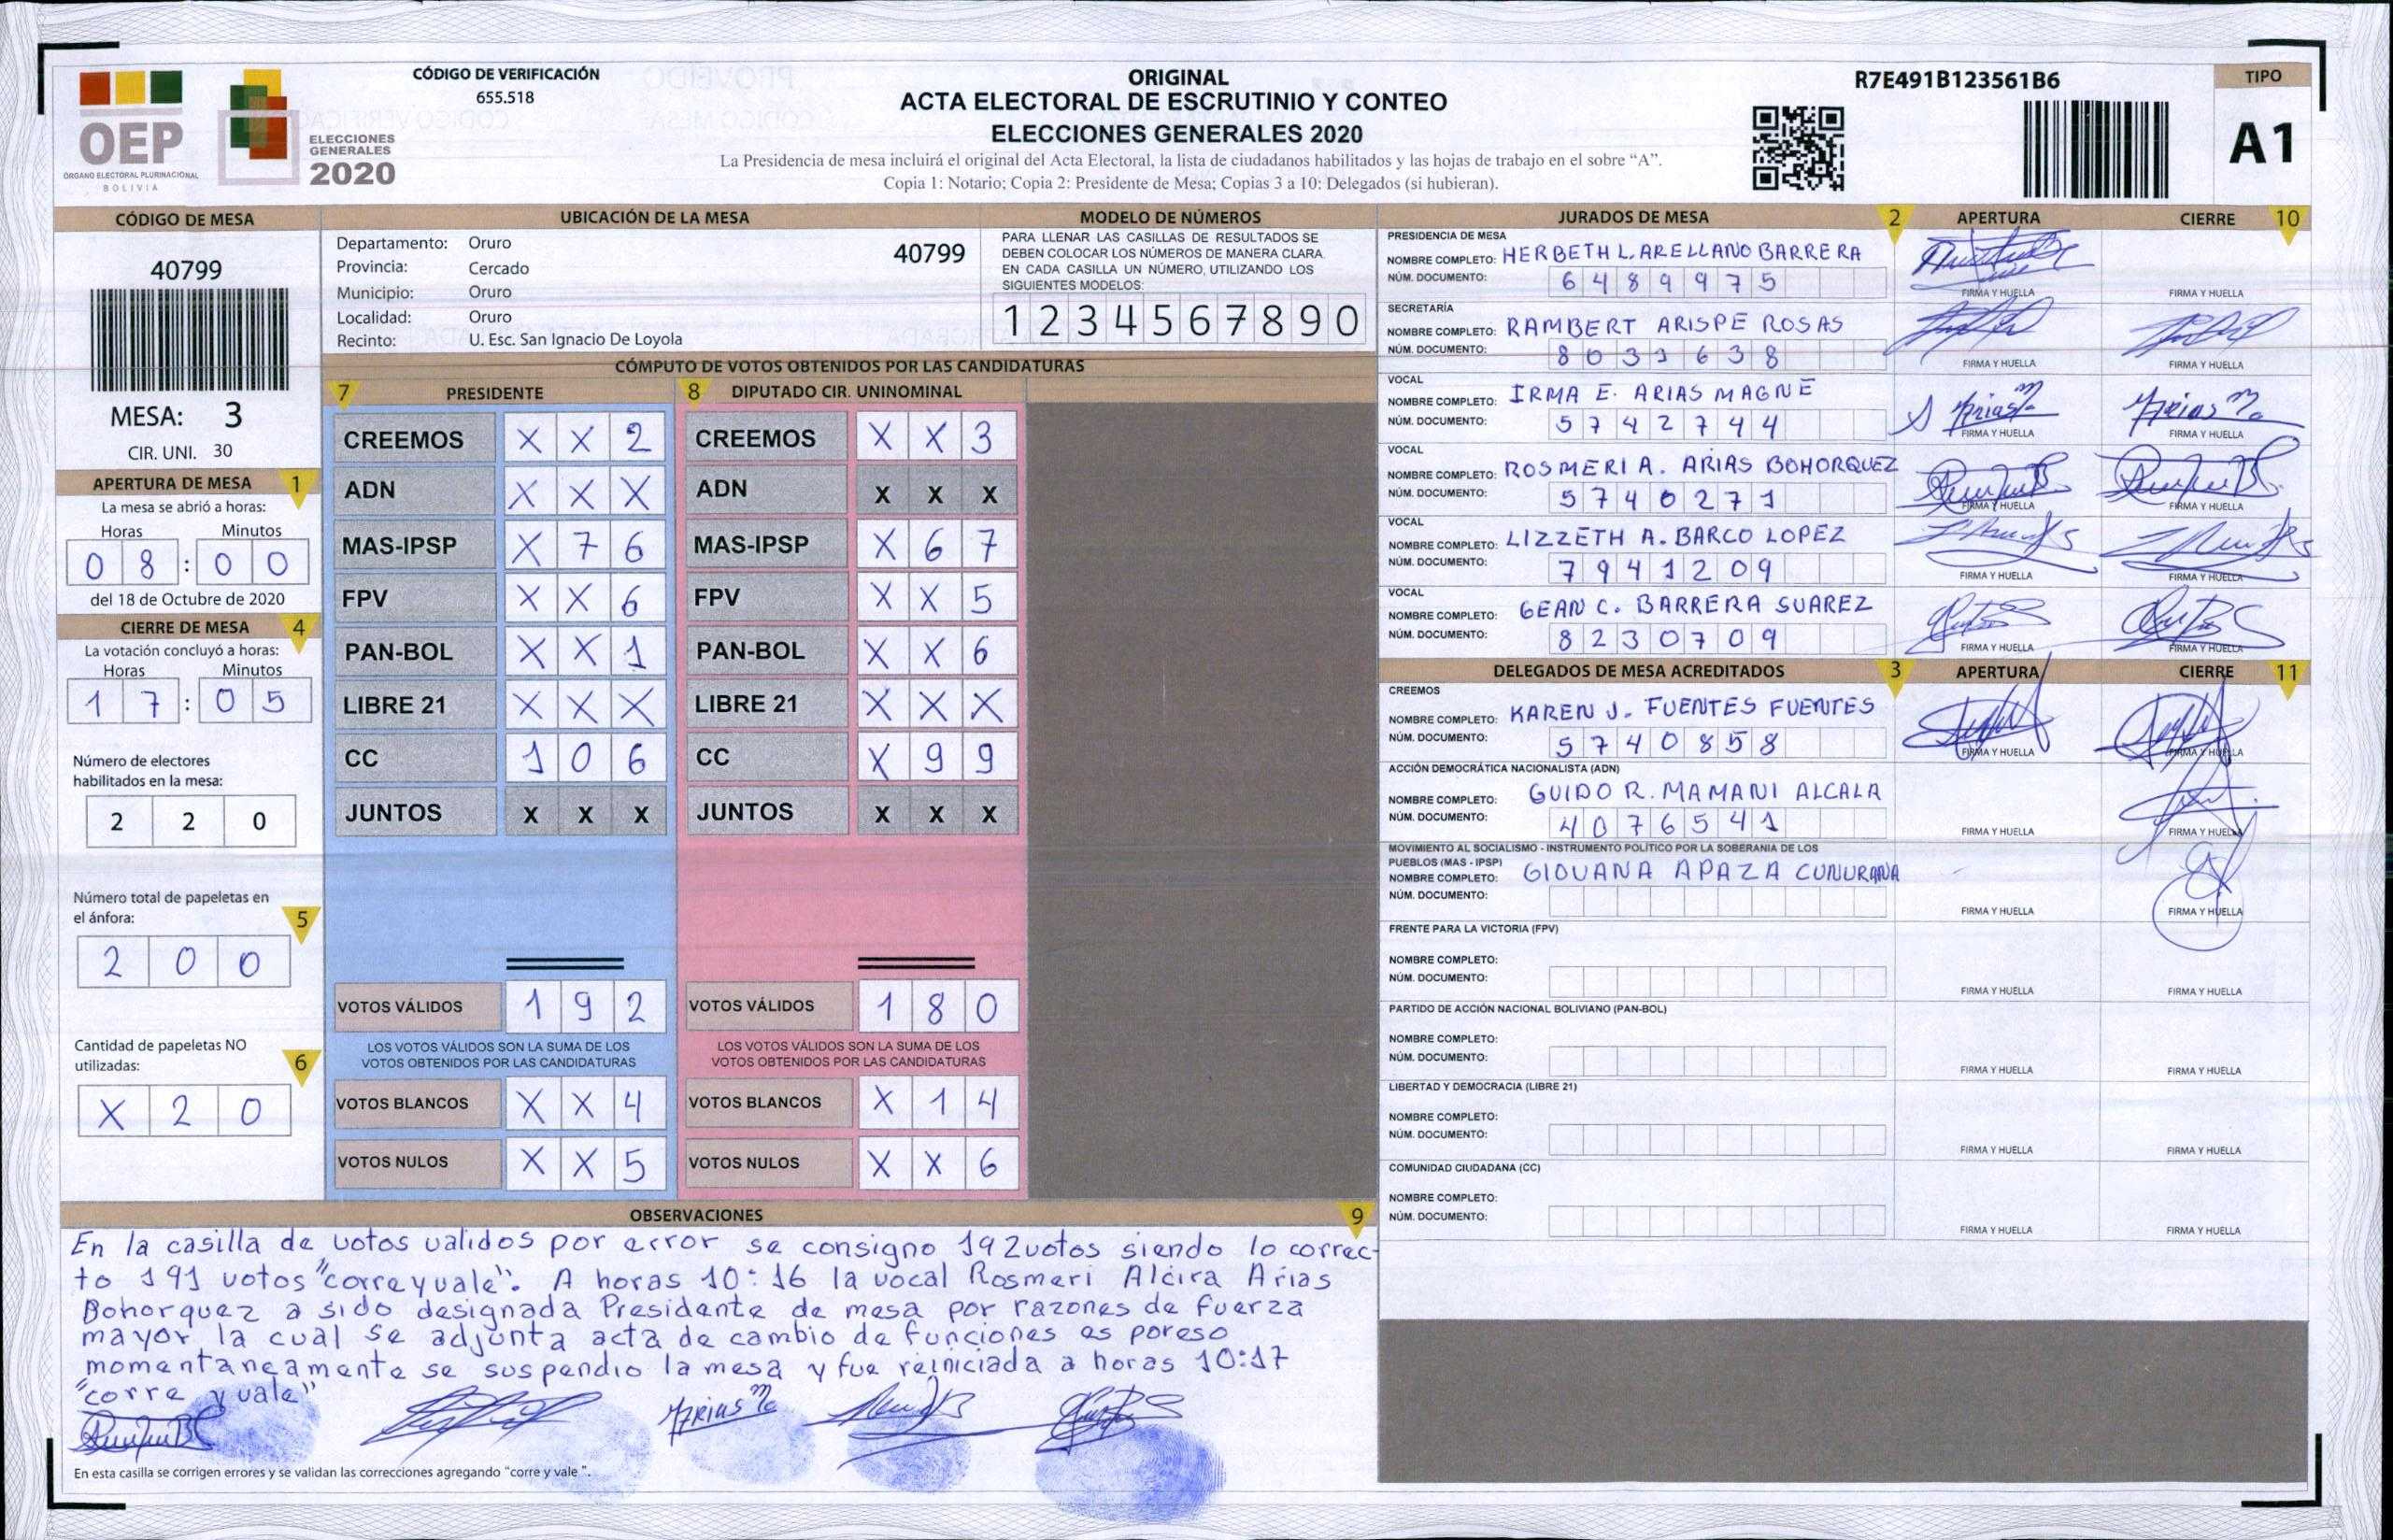 OEP
ÓRGANO ELECTORAL PLURINACIONAL
BOLIVIA
ELECCIONES
GENERALES
2020
CÓDIGO DE VERIFICACIÓN
655.518
ORIGINAL
ACTA ELECTORAL DE ESCRUTINIO Y CONTEO
ELECCIONES GENERALES 2020
La Presidencia de mesa incluirá el original del Acta Electoral, la lista de ciudadanos habilitados y las hojas de trabajo en el sobre “A”.
Copia 1: Notario; Copia 2: Presidente de Mesa; Copias 3 a 10: Delegados (si hubieran).
R7E491B123561B6
TIPO
A1
CÓDIGO DE MESA
40799
MESA: 3
CIR. UNI. 30
APERTURA DE MESA 1
La mesa se abrió a horas:
Horas Minutos
0 8 : 0 0
del 18 de Octubre de 2020
CIERRE DE MESA 4
La votación concluyó a horas:
Horas Minutos
1 7 : 0 5
Número de electores
habilitados en la mesa:
2 2 0
Número total de papeletas en
el ánfora: 5
2 0 0
Cantidad de papeletas NO
utilizadas: 6
X 2 0
UBICACIÓN DE LA MESA
Departamento: Oruro 40799
Provincia: Cercado
Municipio: Oruro
Localidad: Oruro
Recinto: U. Esc. San Ignacio De Loyola
MODELO DE NÚMEROS
PARA LLENAR LAS CASILLAS DE RESULTADOS SE
DEBEN COLOCAR LOS NÚMEROS DE MANERA CLARA
EN CADA CASILLA UN NÚMERO, UTILIZANDO LOS
SIGUIENTES MODELOS:
1 2 3 4 5 6 7 8 9 0
CÓMPUTO DE VOTOS OBTENIDOS POR LAS CANDIDATURAS
7 PRESIDENTE 8 DIPUTADO CIR. UNINOMINAL
CREEMOS X X 2 CREEMOS X X 3
ADN X X X ADN X X X
MAS-IPSP X 7 6 MAS-IPSP X 6 7
FPV X X 6 FPV X X 5
PAN-BOL X X 1 PAN-BOL X X 6
LIBRE 21 X X X LIBRE 21 X X X
CC 1 0 6 CC X 9 9
JUNTOS X X X JUNTOS X X X
VOTOS VÁLIDOS 1 9 2 VOTOS VÁLIDOS 1 8 0
LOS VOTOS VÁLIDOS SON LA SUMA DE LOS LOS VOTOS VÁLIDOS SON LA SUMA DE LOS
VOTOS OBTENIDOS POR LAS CANDIDATURAS VOTOS OBTENIDOS POR LAS CANDIDATURAS
VOTOS BLANCOS X X 4 VOTOS BLANCOS X 1 4
VOTOS NULOS X X 5 VOTOS NULOS X X 6
JURADOS DE MESA 2 APERTURA CIERRE 10
PRESIDENCIA DE MESA
NOMBRE COMPLETO: HERBETH L. ARELLANO BARRERA
NÚM. DOCUMENTO: 6489975
FIRMA Y HUELLA FIRMA Y HUELLA
SECRETARÍA
NOMBRE COMPLETO: RAMBERT ARISPE ROSAS
NÚM. DOCUMENTO: 8031638
FIRMA Y HUELLA FIRMA Y HUELLA
VOCAL
NOMBRE COMPLETO: IRMA E. ARIAS MAGNE
NÚM. DOCUMENTO: 5742744
FIRMA Y HUELLA FIRMA Y HUELLA
VOCAL
NOMBRE COMPLETO: ROSMERI A. ARIAS BOHORQUEZ
NÚM. DOCUMENTO: 5740271
FIRMA Y HUELLA FIRMA Y HUELLA
VOCAL
NOMBRE COMPLETO: LIZZETH A. BARCO LOPEZ
NÚM. DOCUMENTO: 7941209
FIRMA Y HUELLA FIRMA Y HUELLA
VOCAL
NOMBRE COMPLETO: GEAN C. BARRERA SUAREZ
NÚM. DOCUMENTO: 8230709
FIRMA Y HUELLA FIRMA Y HUELLA
DELEGADOS DE MESA ACREDITADOS 3 APERTURA CIERRE 11
CREEMOS
NOMBRE COMPLETO: KAREN J. FUENTES FUENTES
NÚM. DOCUMENTO: 5740858
FIRMA Y HUELLA FIRMA Y HUELLA
ACCIÓN DEMOCRÁTICA NACIONALISTA (ADN)
NOMBRE COMPLETO: GUIDO R. MAMANI ALCALA
NÚM. DOCUMENTO: 4076541
FIRMA Y HUELLA FIRMA Y HUELLA
MOVIMIENTO AL SOCIALISMO - INSTRUMENTO POLÍTICO POR LA SOBERANIA DE LOS
PUEBLOS (MAS - IPSP)
NOMBRE COMPLETO: GIOVANA APAZA CUNURANA
NÚM. DOCUMENTO:
FIRMA Y HUELLA FIRMA Y HUELLA
FRENTE PARA LA VICTORIA (FPV)
NOMBRE COMPLETO:
NÚM. DOCUMENTO:
FIRMA Y HUELLA FIRMA Y HUELLA
PARTIDO DE ACCIÓN NACIONAL BOLIVIANO (PAN-BOL)
NOMBRE COMPLETO:
NÚM. DOCUMENTO:
FIRMA Y HUELLA FIRMA Y HUELLA
LIBERTAD Y DEMOCRACIA (LIBRE 21)
NOMBRE COMPLETO:
NÚM. DOCUMENTO:
FIRMA Y HUELLA FIRMA Y HUELLA
COMUNIDAD CIUDADANA (CC)
NOMBRE COMPLETO:
NÚM. DOCUMENTO:
FIRMA Y HUELLA FIRMA Y HUELLA
OBSERVACIONES 9
En la casilla de votos validos por error se consigno 192 votos siendo lo correc-
to 191 votos "corre y vale". A horas 10:16 la vocal Rosmeri Alcira Arias
Bohorquez a sido designada Presidente de mesa por razones de fuerza
mayor la cual se adjunta acta de cambio de funciones es poreso
momentaneamente se suspendio la mesa y fue reiniciada a horas 10:17
"corre y vale"
En esta casilla se corrigen errores y se validan las correcciones agregando “corre y vale ”.